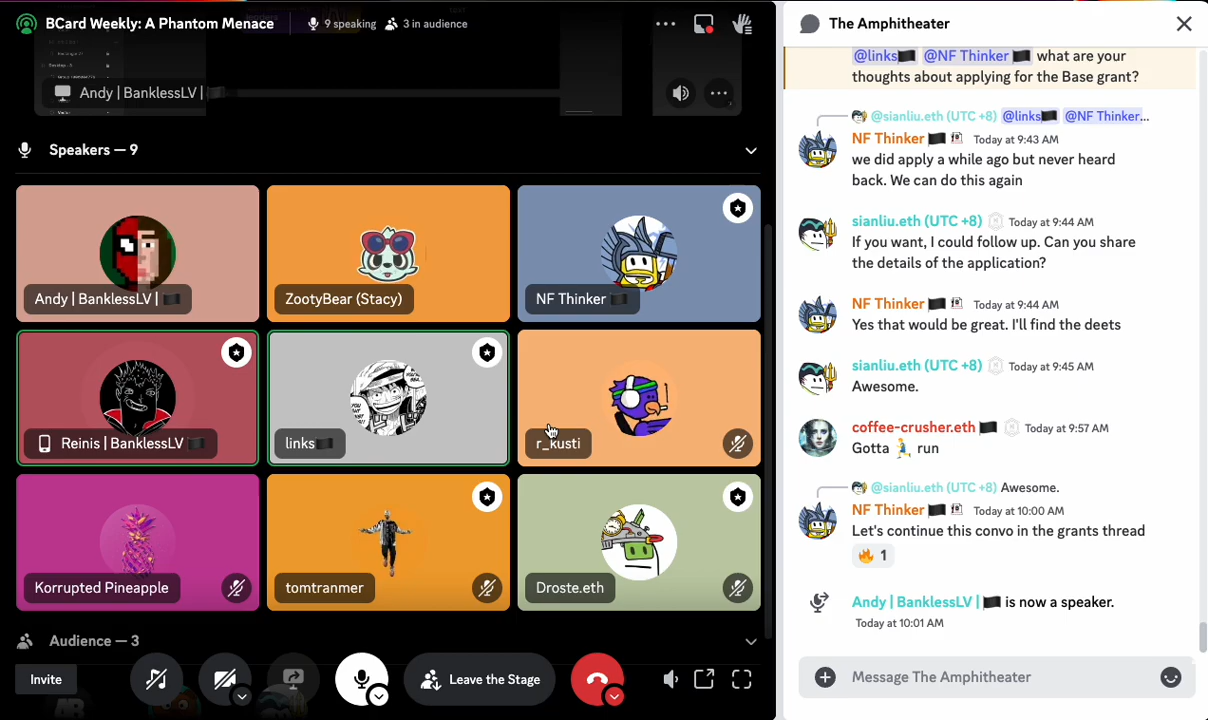 BCard Weekly: A Phantom Menace
9 speaking
3 in audience
Andy | BanklessLV |
Speakers — 9
Andy | BanklessLV |
ZootyBear (Stacy)
NF Thinker
Reinis | BanklessLV
links
r_kusti
YOU PAY
Korrupted Pineapple
tomtranmer
Droste.eth
Audience — 3
Invite
Leave the Stage
The Amphitheater
@links @NF Thinker what are your
thoughts about applying for the Base grant?
@sianliu.eth (UTC +8) @links @NF Thinker...
NF Thinker Today at 9:43 AM
we did apply a while ago but never heard
back. We can do this again
sianliu.eth (UTC +8) Today at 9:44 AM
If you want, I could follow up. Can you share
the details of the application?
NF Thinker Today at 9:44 AM
Yes that would be great. I'll find the deets
sianliu.eth (UTC +8) Today at 9:45 AM
Awesome.
coffee-crusher.eth Today at 9:57 AM
Gotta 🏃 run
@sianliu.eth (UTC +8) Awesome.
NF Thinker Today at 10:00 AM
Let's continue this convo in the grants thread
🔥 1
Andy | BanklessLV | is now a speaker.
Today at 10:01 AM
Message The Amphitheater